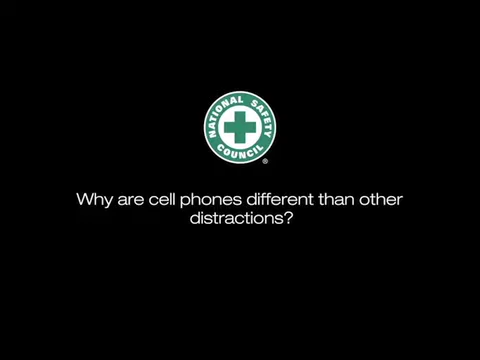 NATIONAL SAFETY
COUNCIL
®
Why are cell phones different than other
distractions?